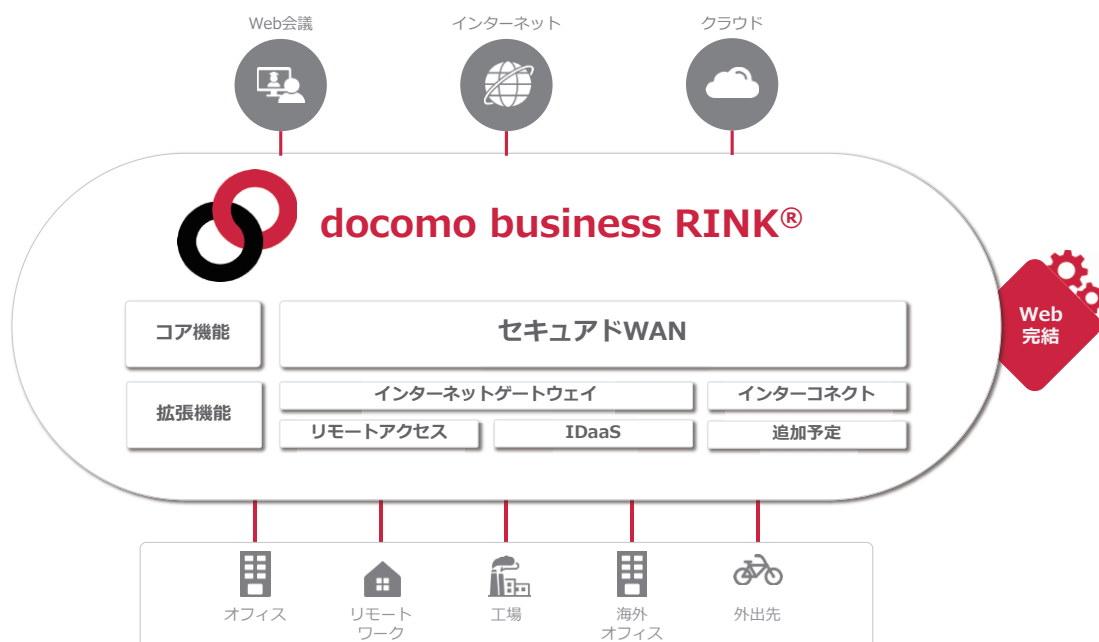 Web会議
インターネット
クラウド
docomo business RINK®
コア機能
セキュアドWAN
Web
完結
拡張機能
インターネットゲートウェイ
インターコネクト
リモートアクセス
IDaaS
追加予定
オフィス
リモート
ワーク
工場
海外
オフィス
外出先